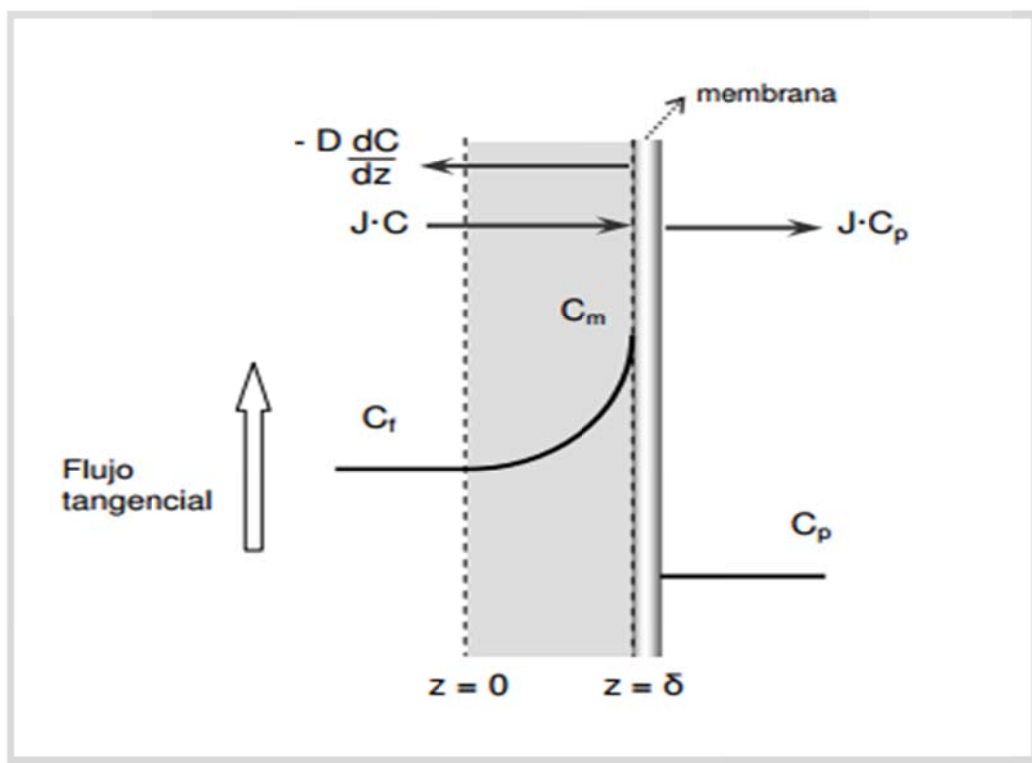 membrana
- D dC
dz
J·C
J·Cp
Cm
Cf
Flujo
tangencial
Cp
z = 0
z = δ